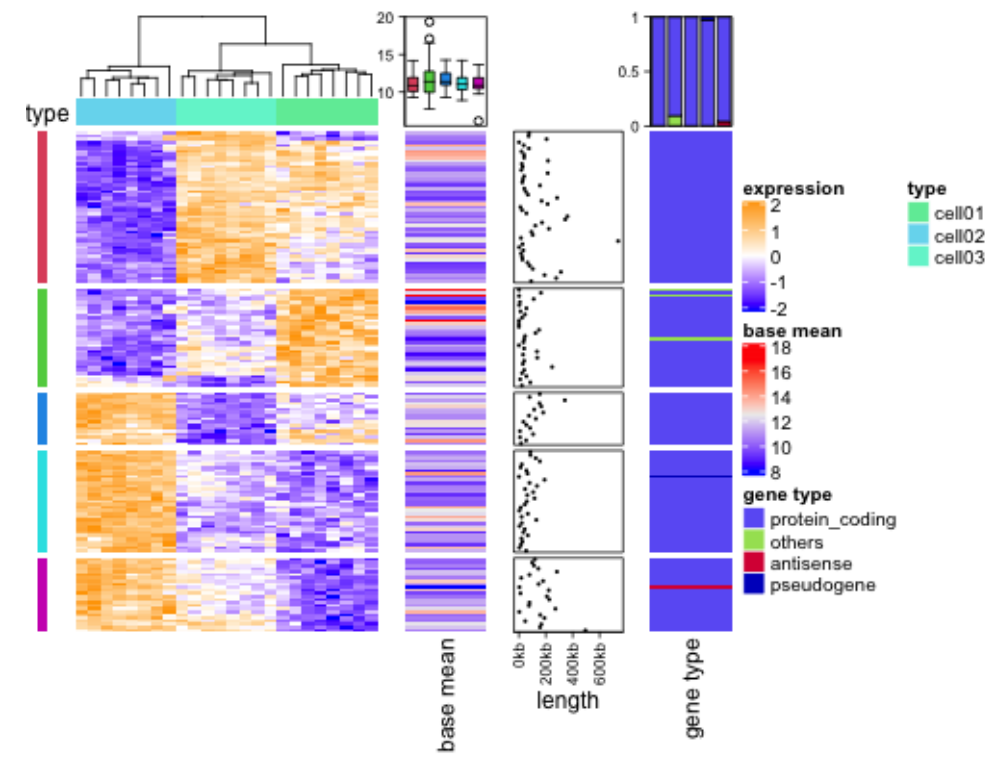 20
15
10
1
0.5
0
type
expression
2
1
0
-1
-2
type
cell01
cell02
cell03
base mean
18
16
14
12
10
8
gene type
protein_coding
others
antisense
pseudogene
0kb
200kb
400kb
600kb
base mean
length
gene type